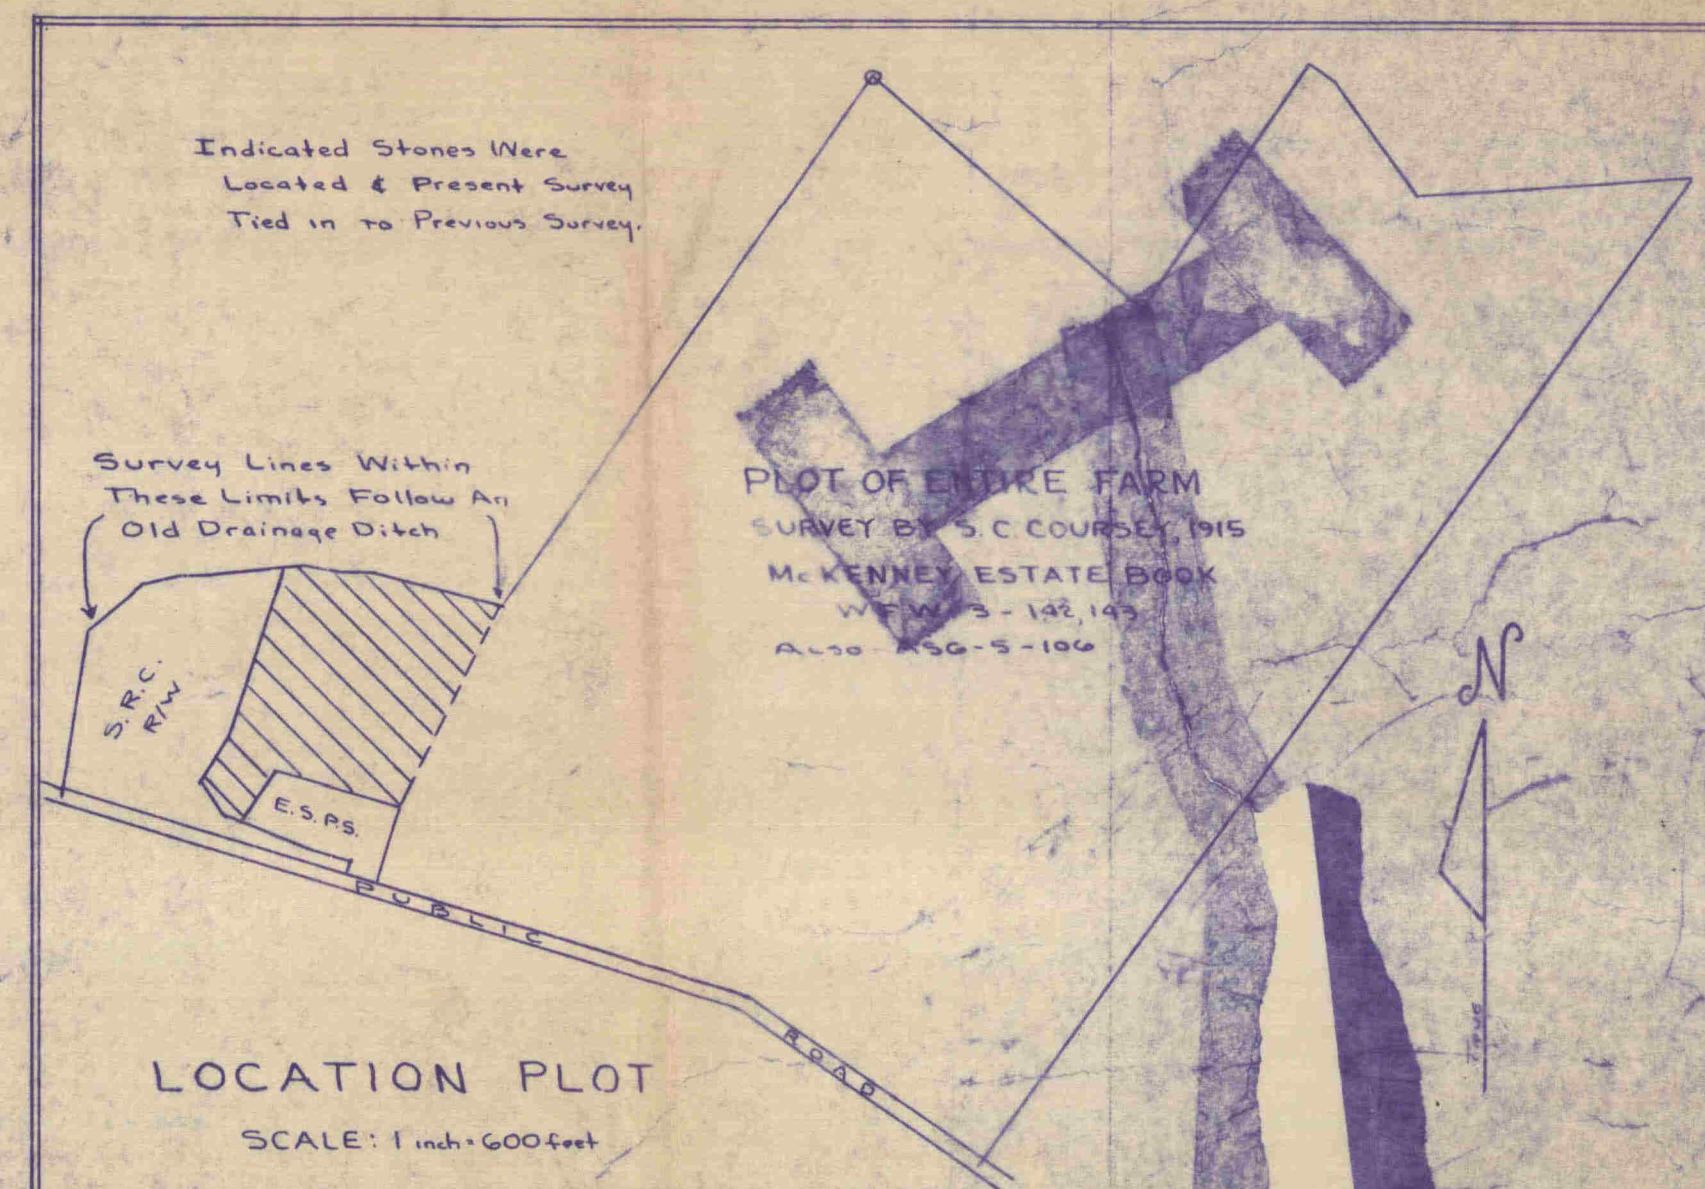 Indicated Stones Were
Located & Present Survey
Tied in to Previous Survey.
Survey Lines Within
These Limits Follow An
Old Drainage Ditch
PLOT OF ENTIRE FARM
SURVEY BY S. C. COURSEY, 1915
McKENNEY ESTATE BOOK
W F W 3 - 142, 143
ALSO ASG-5-106
S. R. C.
R/W
E. S. P. S.
N
True
PUBLIC ROAD
LOCATION PLOT
SCALE: 1 inch = 600 feet